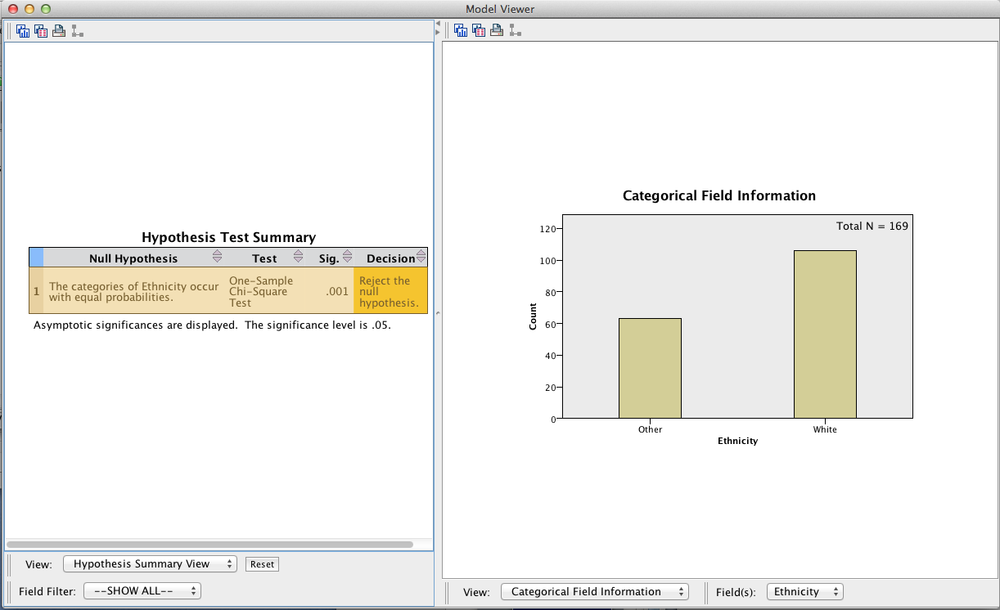 Model Viewer
Hypothesis Test Summary
Null Hypothesis Test Sig. Decision
1 The categories of Ethnicity occur with equal probabilities. One-Sample Chi-Square Test .001 Reject the null hypothesis.
Asymptotic significances are displayed. The significance level is .05.
View: Hypothesis Summary View Reset
Field Filter: --SHOW ALL--
Categorical Field Information
Total N = 169
120
100
80
60
40
20
0
Count
Other White
Ethnicity
View: Categorical Field Information Field(s): Ethnicity